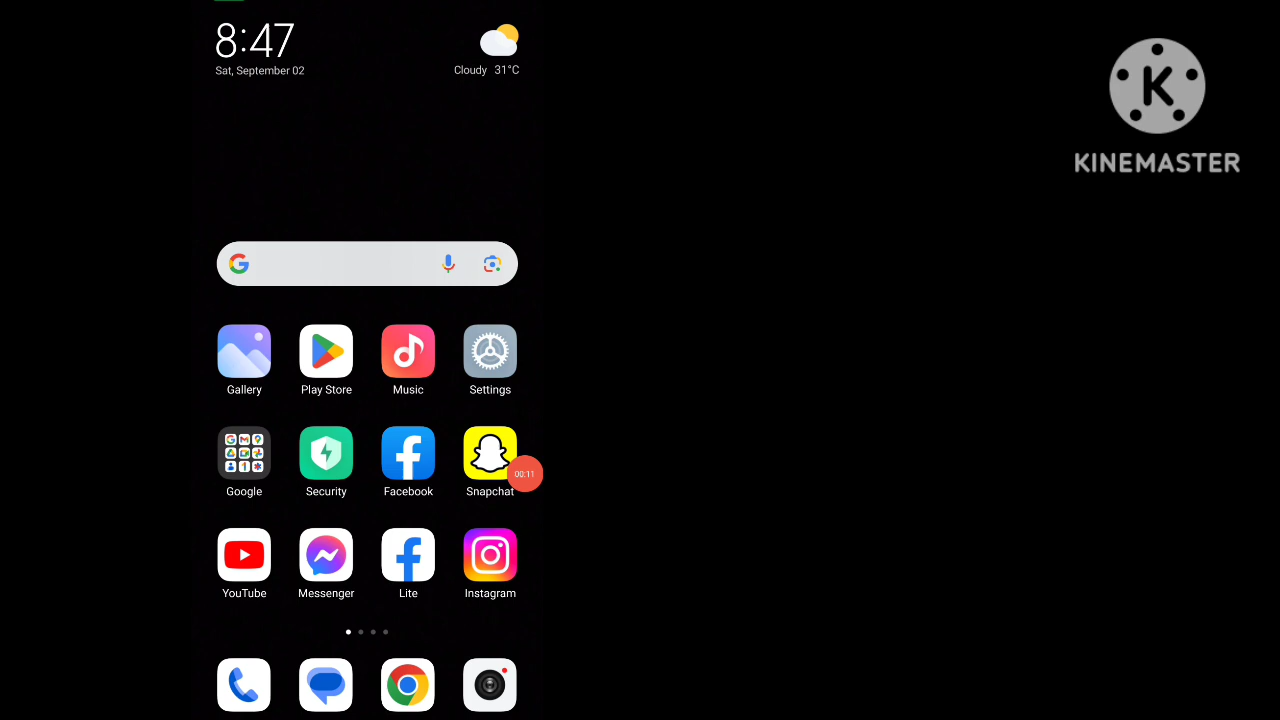 8:47
Sat, September 02
Cloudy 31°C
KINEMASTER
Gallery Play Store Music Settings
Google Security Facebook Snapchat
00:11
YouTube Messenger Lite Instagram